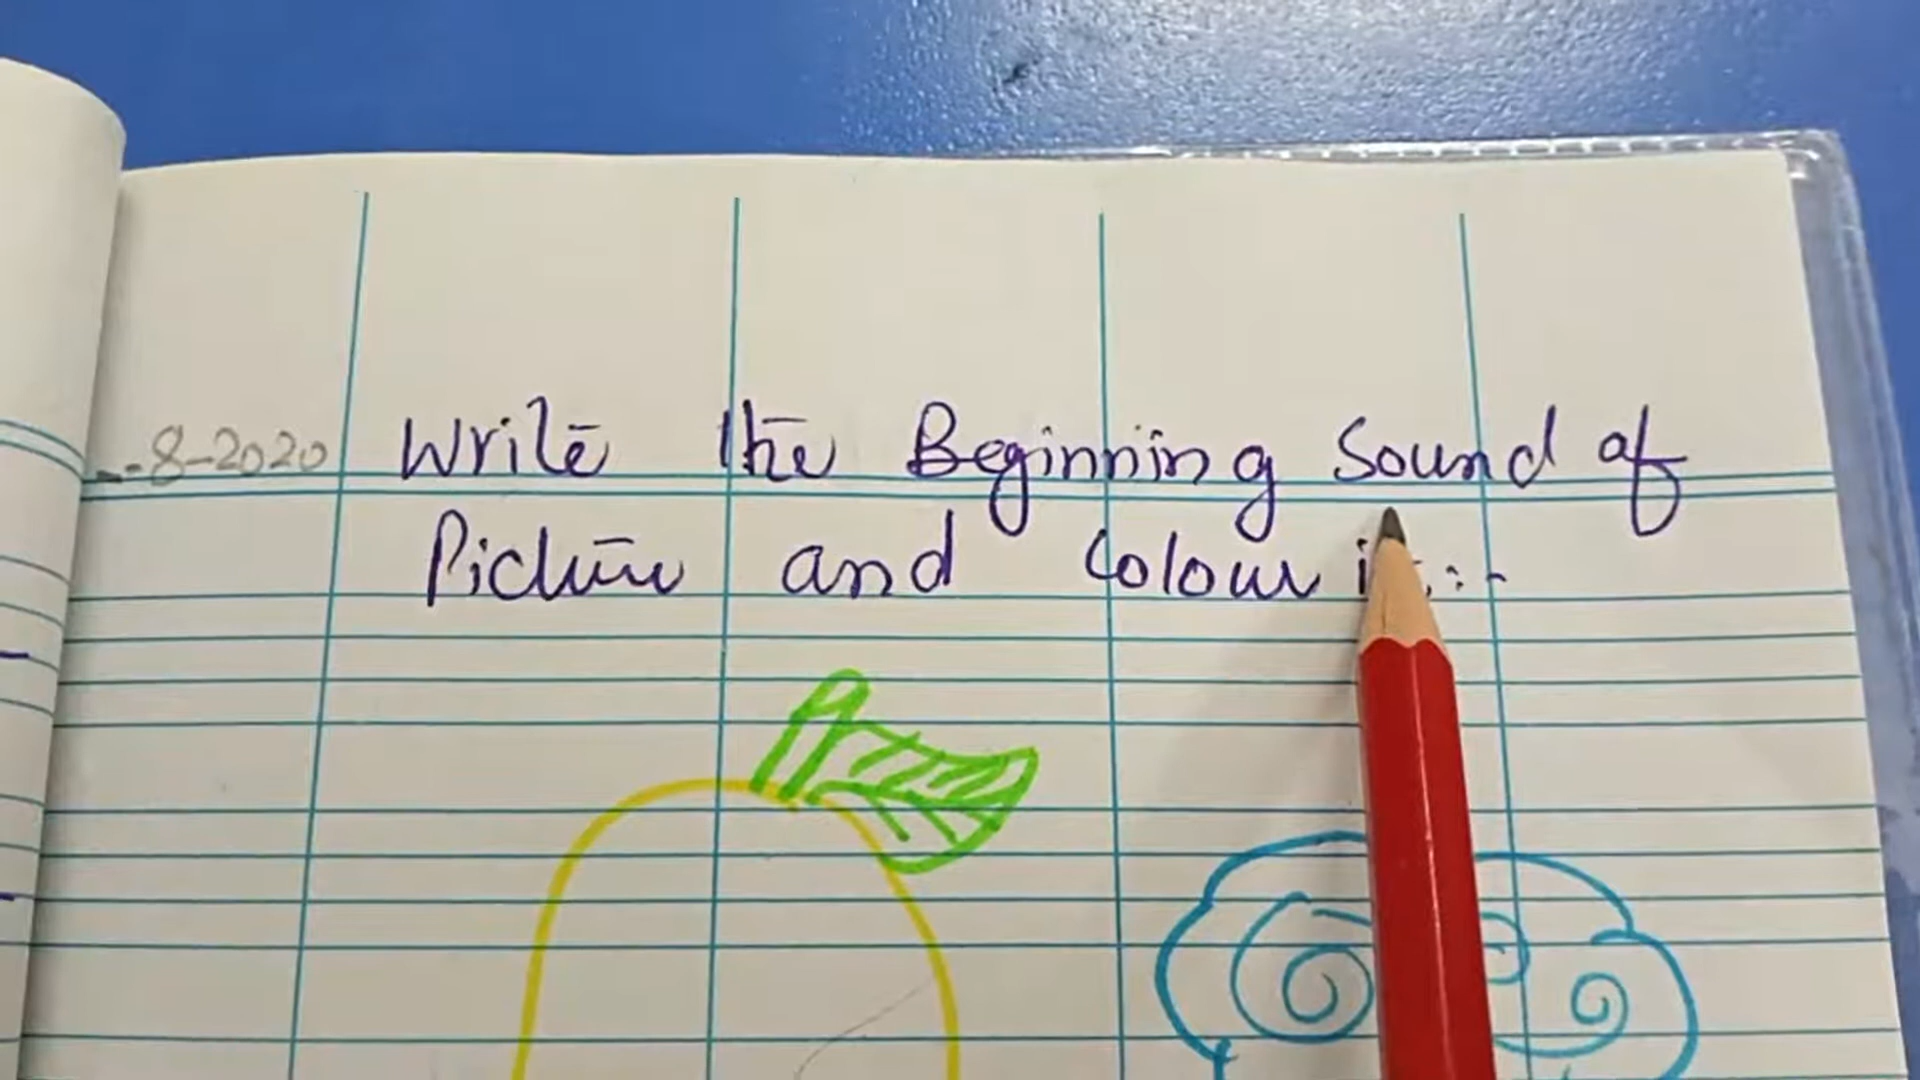 -8-2020 Write the Beginning Sound of
Picture and Colour it:-